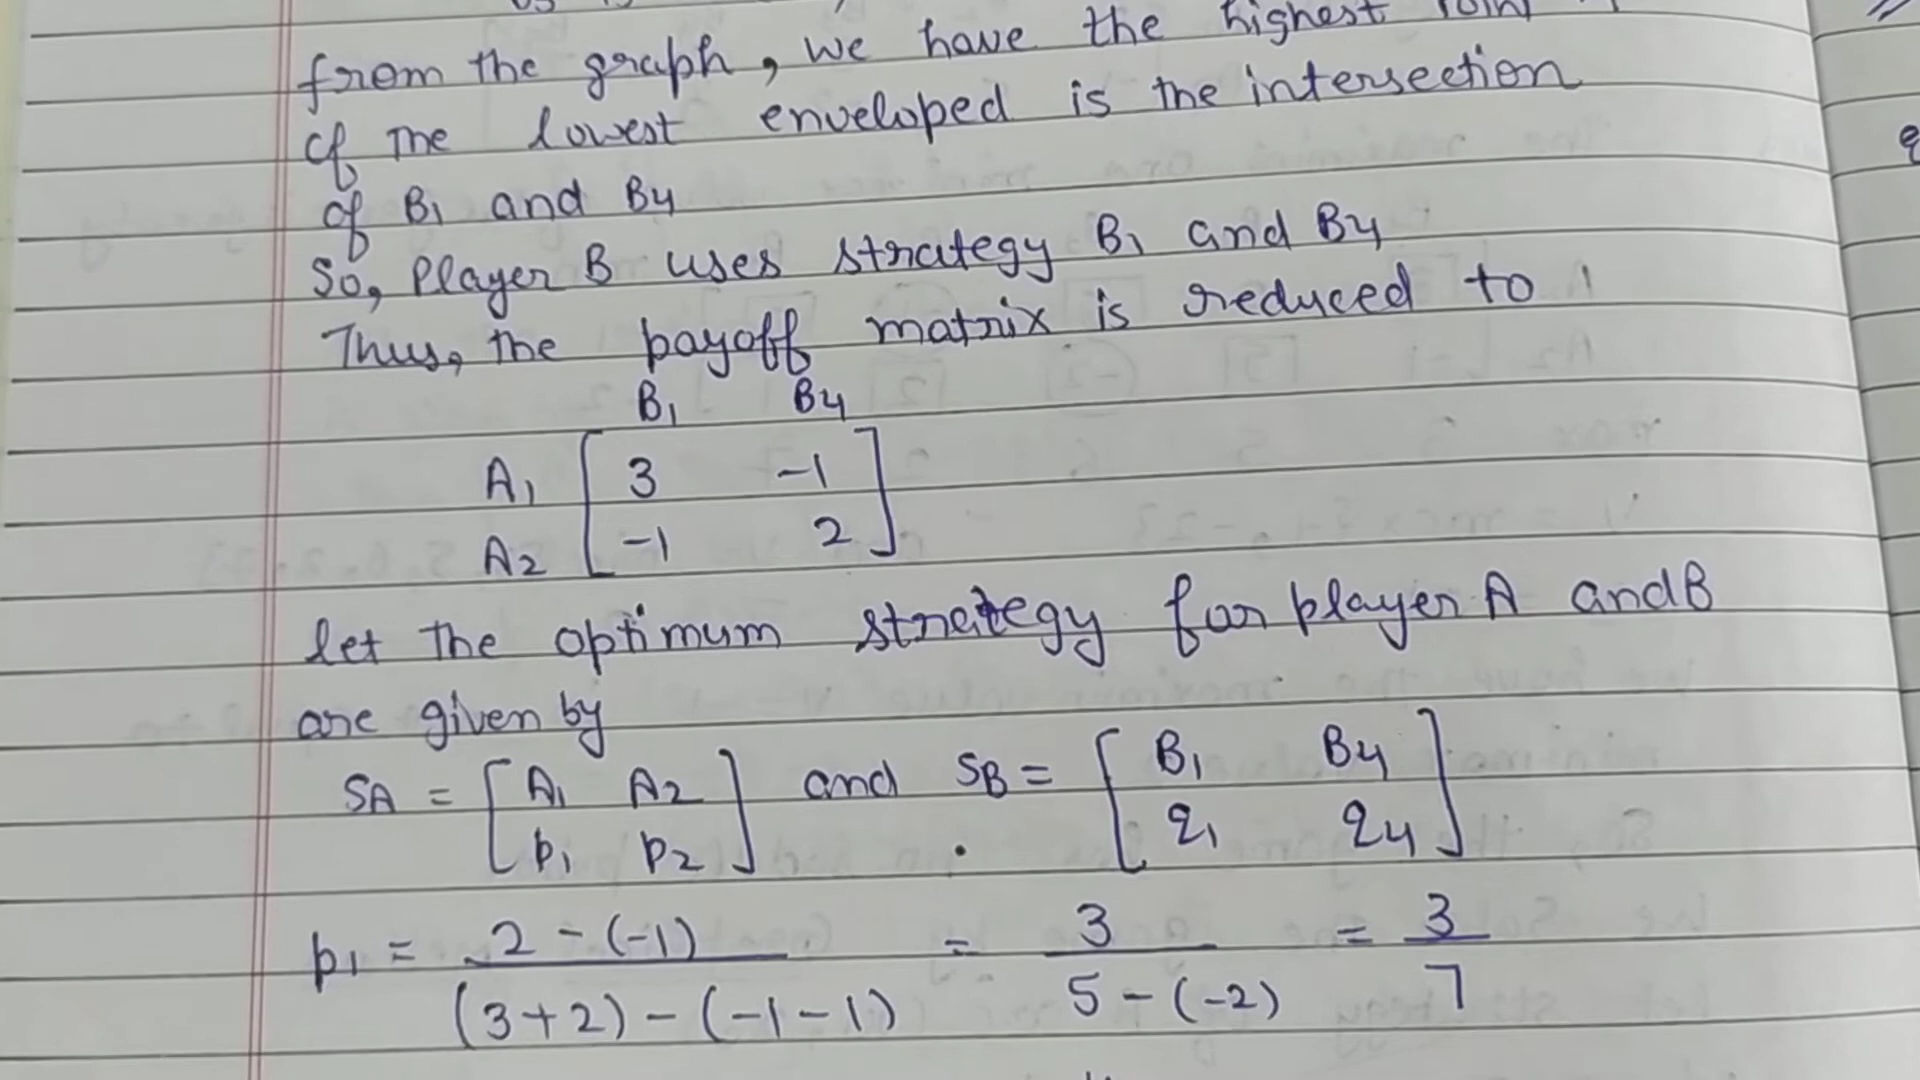 from the graph, we have the highest
of The lowest enveloped is the intersection
of B1 and B4
So, Player B uses strategy B1 and B4
Thus, the payoff matrix is reduced to
B1 B4
A1 [ 3 -1 ]
A2 [ -1 2 ]
let the optimum strategy for player A and B
are given by
SA = [ A1 A2 ] and SB = [ B1 B4 ]
[ p1 p2 ] . [ q1 q4 ]
p1 = 2 - (-1) / (3+2) - (-1-1) = 3 / 5 - (-2) = 3 / 7